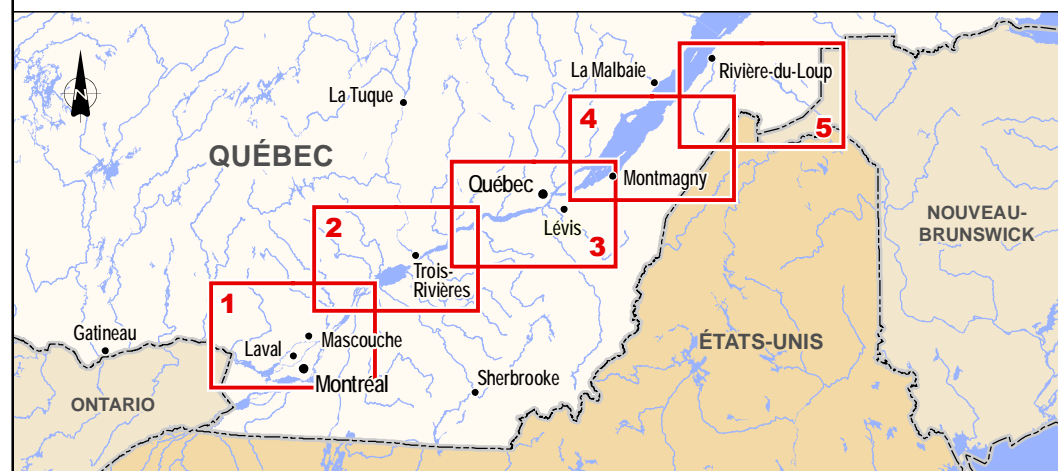 Rivière-du-Loup
La Malbaie
La Tuque
N
4
5
QUÉBEC
Québec
Montmagny
Lévis
NOUVEAU-
BRUNSWICK
2
3
Trois-
Rivières
1
Gatineau
Mascouche
Laval
Montréal
Sherbrooke
ÉTATS-UNIS
ONTARIO